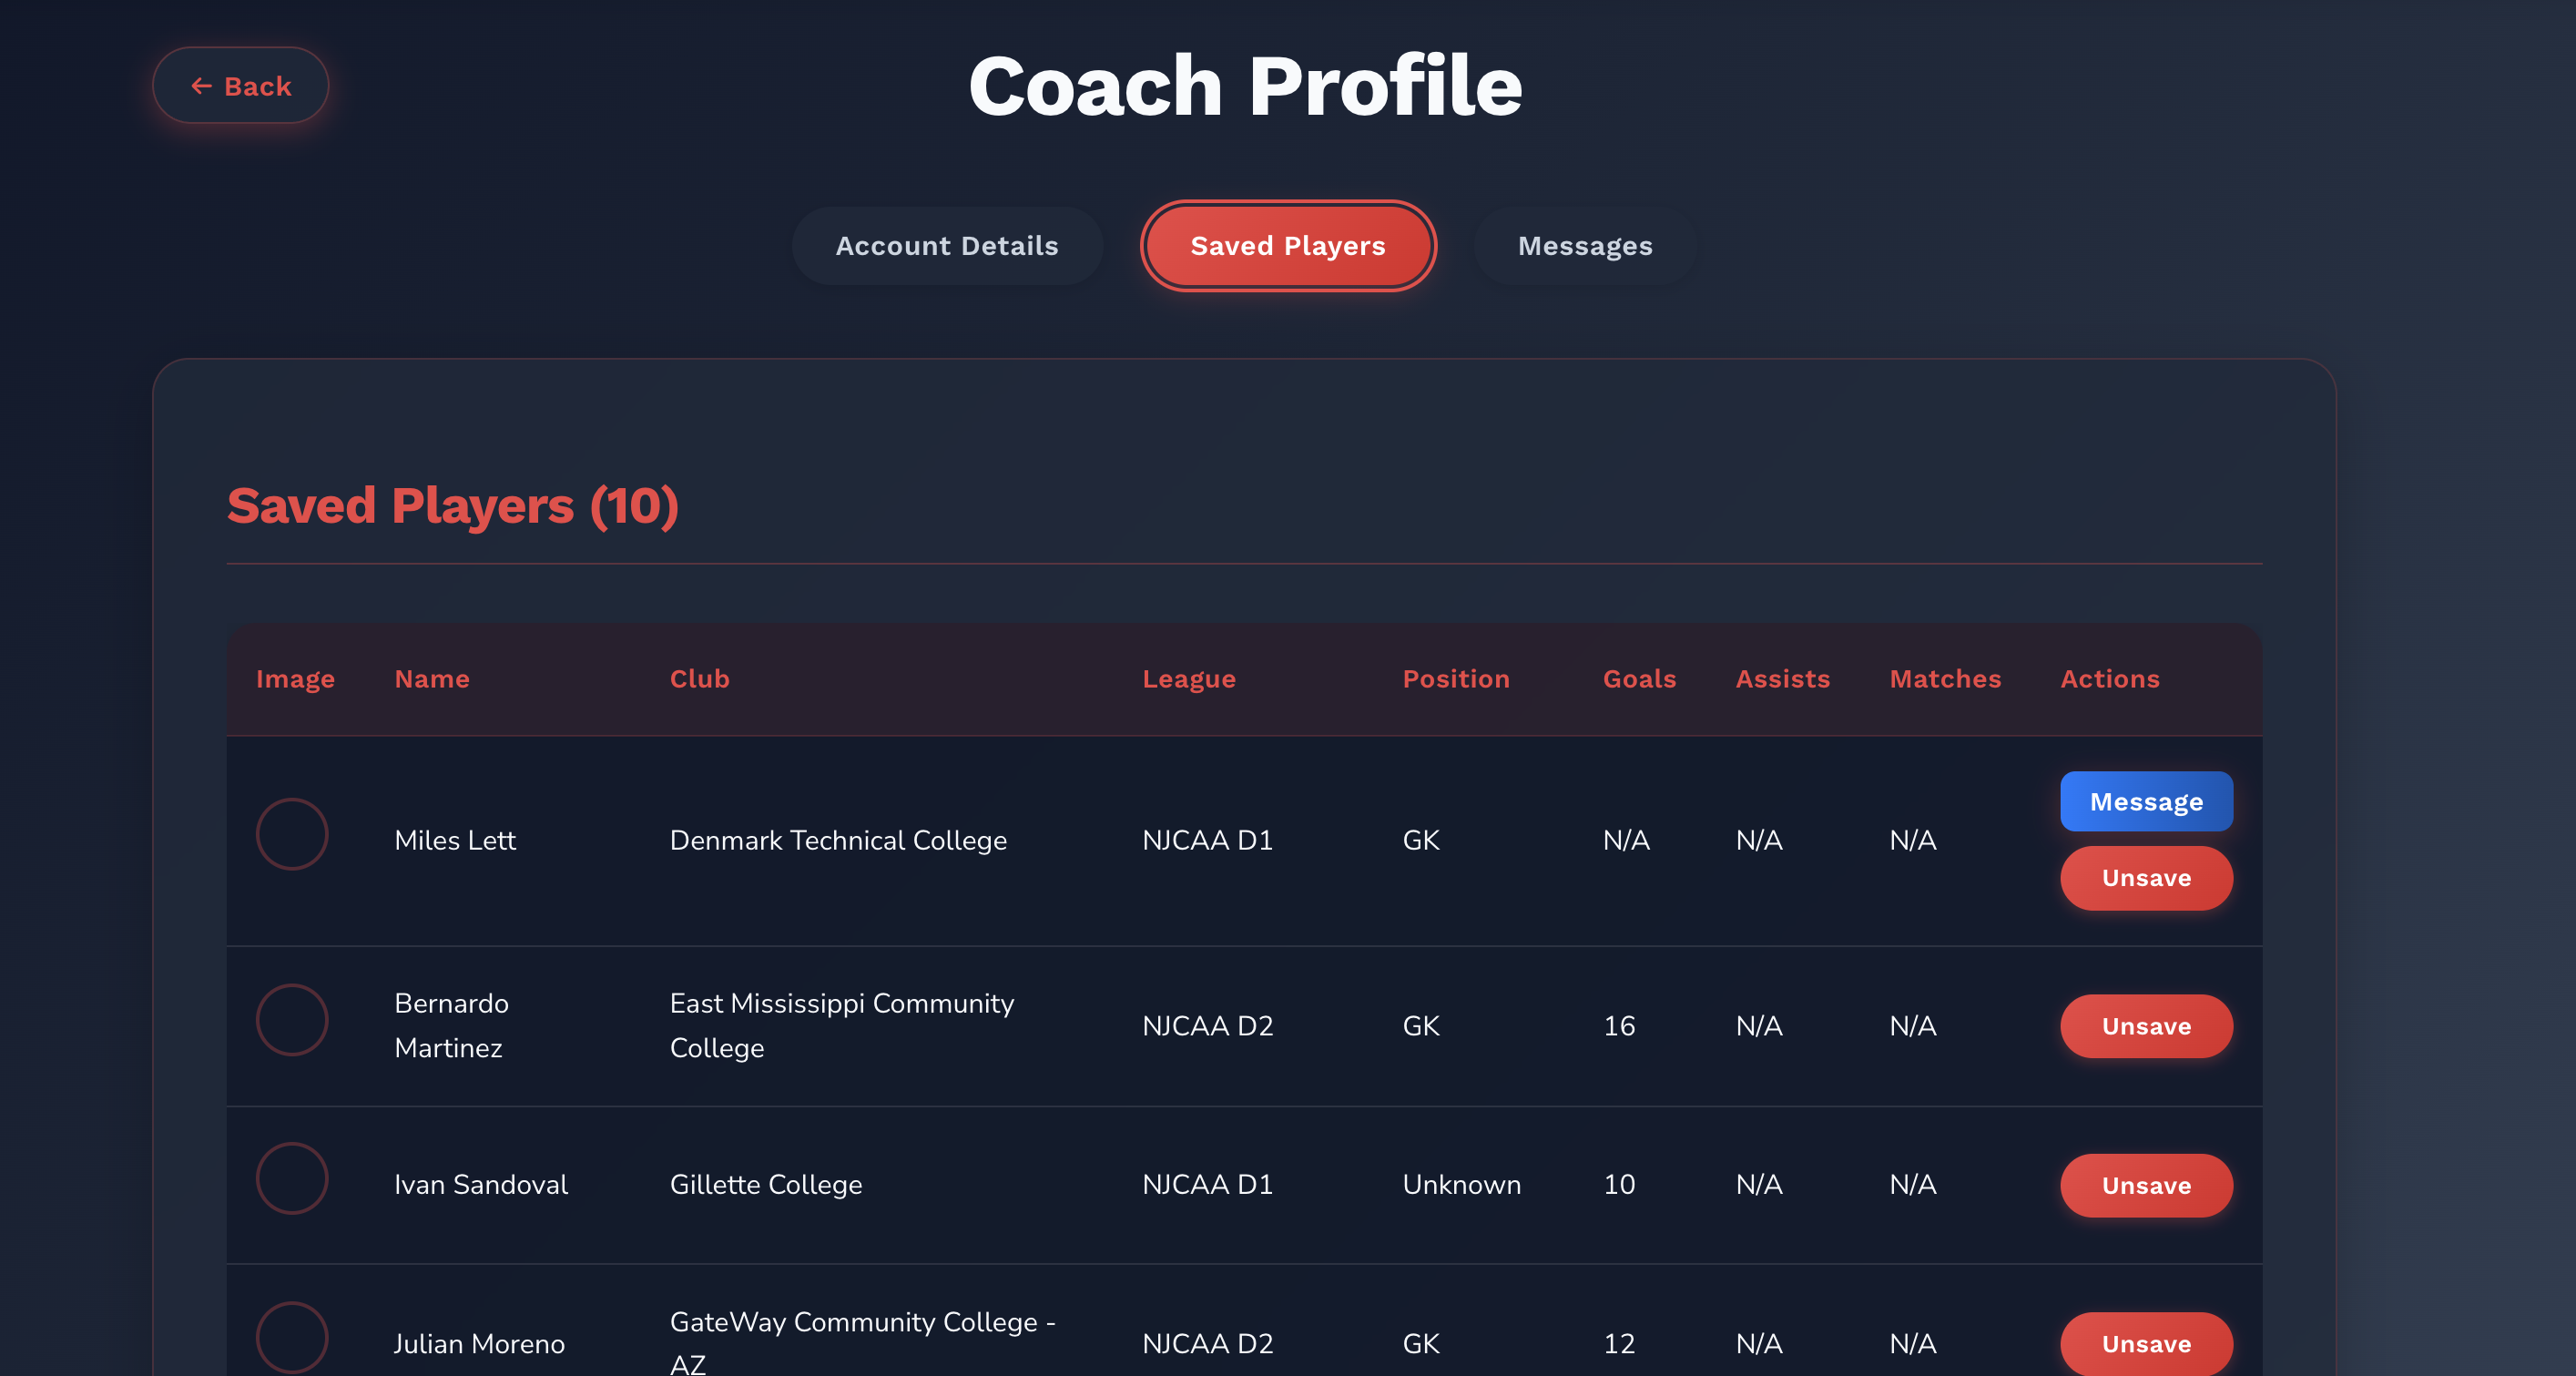 ← Back
Coach Profile
Account Details
Saved Players
Messages
Saved Players (10)
Image Name Club League Position Goals Assists Matches Actions
Miles Lett Denmark Technical College NJCAA D1 GK N/A N/A N/A Message
Unsave
Bernardo
Martinez
East Mississippi Community
College
NJCAA D2 GK 16 N/A N/A Unsave
Ivan Sandoval Gillette College NJCAA D1 Unknown 10 N/A N/A Unsave
Julian Moreno
GateWay Community College -
AZ
NJCAA D2 GK 12 N/A N/A Unsave